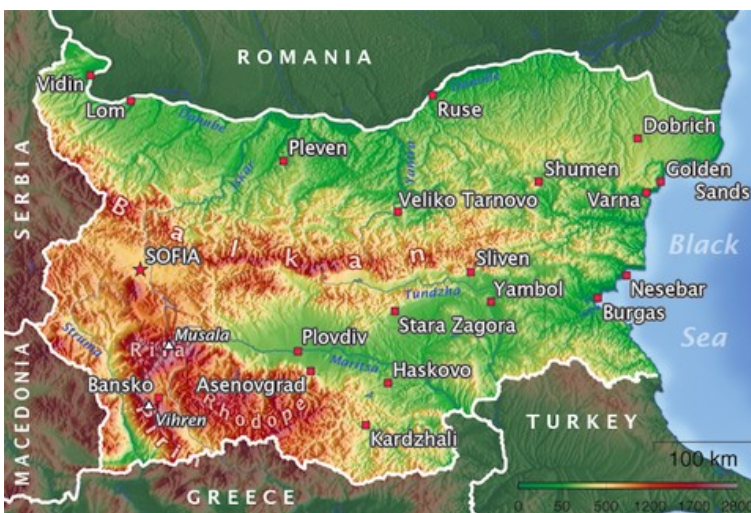 ROMANIA
Vidin
Lom
Danube
Danube
Ruse
Dobrich
SERBIA
Pleven
Iskar
Yantra
Shumen
Golden
Sands
Veliko Tarnovo
Varna
Balkan
Black
Sea
SOFIA
Sliven
Tundzha
Yambol
Nesebar
Burgas
Stara Zagora
Struma
Musala
Rila
Plovdiv
Maritsa
MACEDONIA
Bansko
Asenovgrad
Haskovo
Rhodope
Vihren
Pirin
Kardzhali
TURKEY
GREECE
100 km
0 50 500 1200 1700 2800